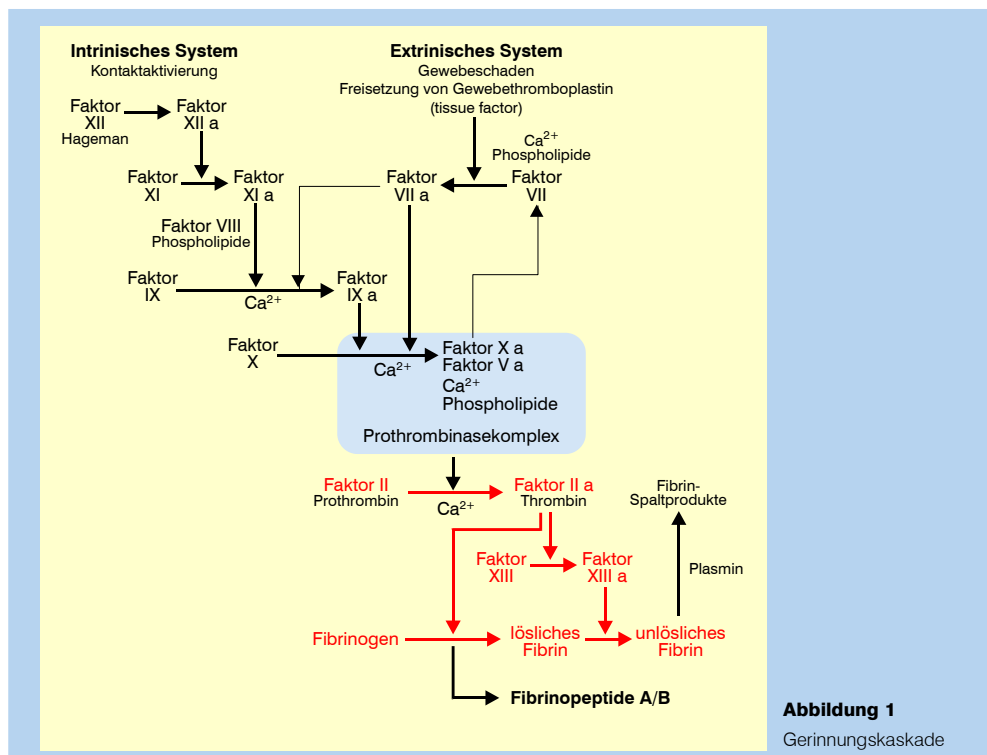 Intrinisches System
Kontaktaktivierung
Extrinisches System
Gewebeschaden
Freisetzung von Gewebethromboplastin
(tissue factor)
Faktor
XII
Hageman
Faktor
XII a
Ca2+
Phospholipide
Faktor
XI
Faktor
XI a
Faktor
VII a
Faktor
VII
Faktor VIII
Phospholipide
Faktor
IX
Ca2+
Faktor
IX a
Faktor
X
Ca2+
Faktor X a
Faktor V a
Ca2+
Phospholipide
Prothrombinasekomplex
Faktor II
Prothrombin
Ca2+
Faktor II a
Thrombin
Fibrin-
Spaltprodukte
Faktor
XIII
Faktor
XIII a
Plasmin
Fibrinogen
lösliches
Fibrin
unlösliches
Fibrin
Fibrinopeptide A/B
Abbildung 1
Gerinnungskaskade